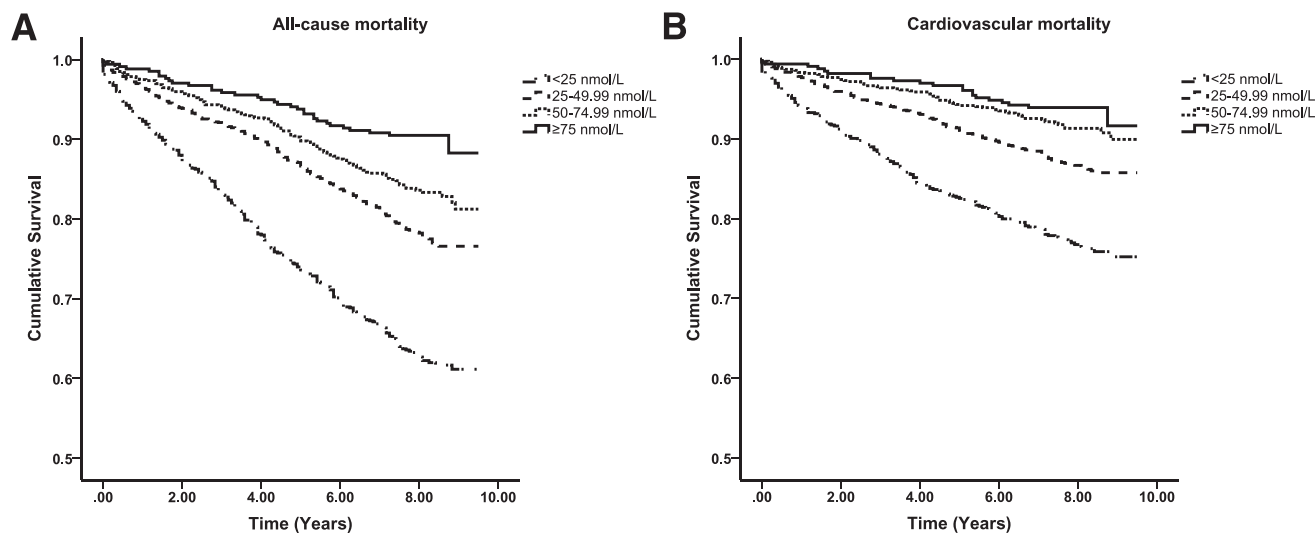 A
All-cause mortality
1.0
0.9
0.8
0.7
0.6
0.5
Cumulative Survival
.00 2.00 4.00 6.00 8.00 10.00
Time (Years)
<25 nmol/L
25-49.99 nmol/L
50-74.99 nmol/L
≥75 nmol/L
B
Cardiovascular mortality
1.0
0.9
0.8
0.7
0.6
0.5
Cumulative Survival
.00 2.00 4.00 6.00 8.00 10.00
Time (Years)
<25 nmol/L
25-49.99 nmol/L
50-74.99 nmol/L
≥75 nmol/L